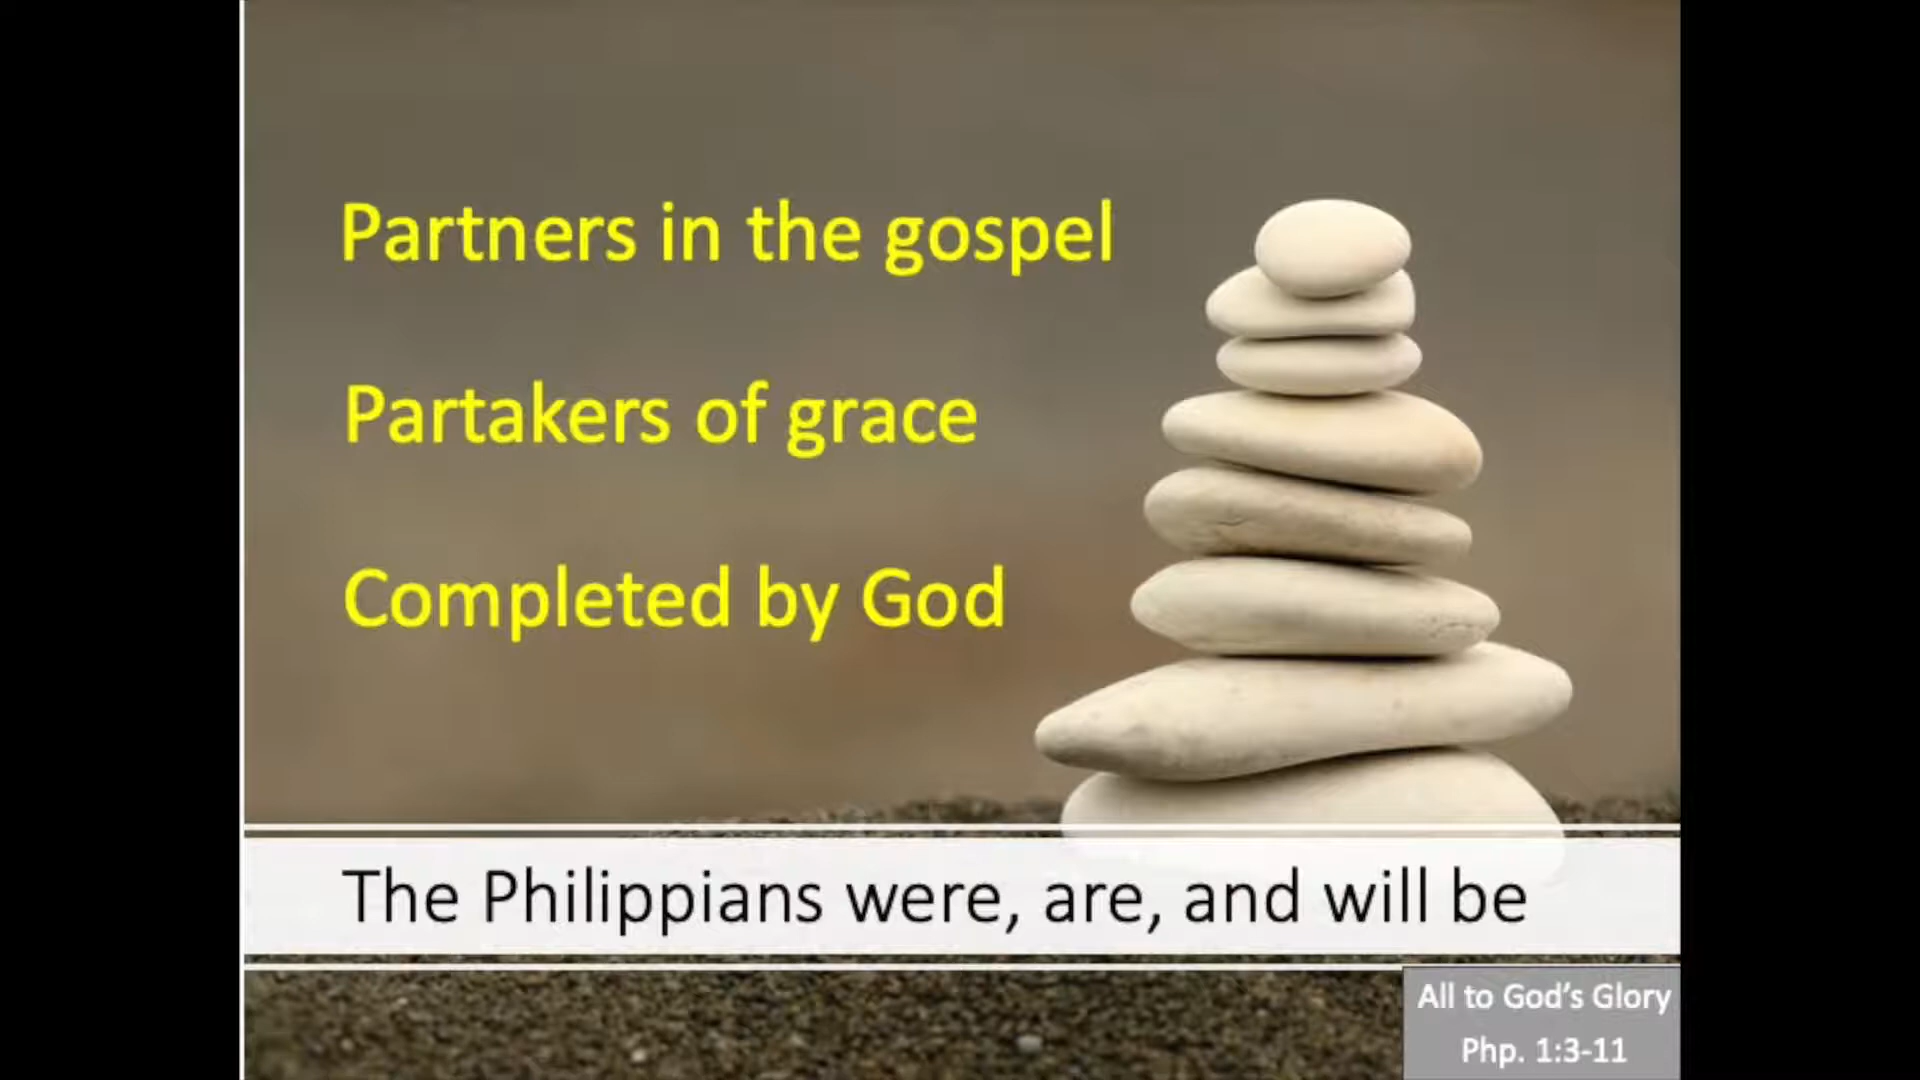 Partners in the gospel
Partakers of grace
Completed by God
The Philippians were, are, and will be
All to God’s Glory
Php. 1:3-11